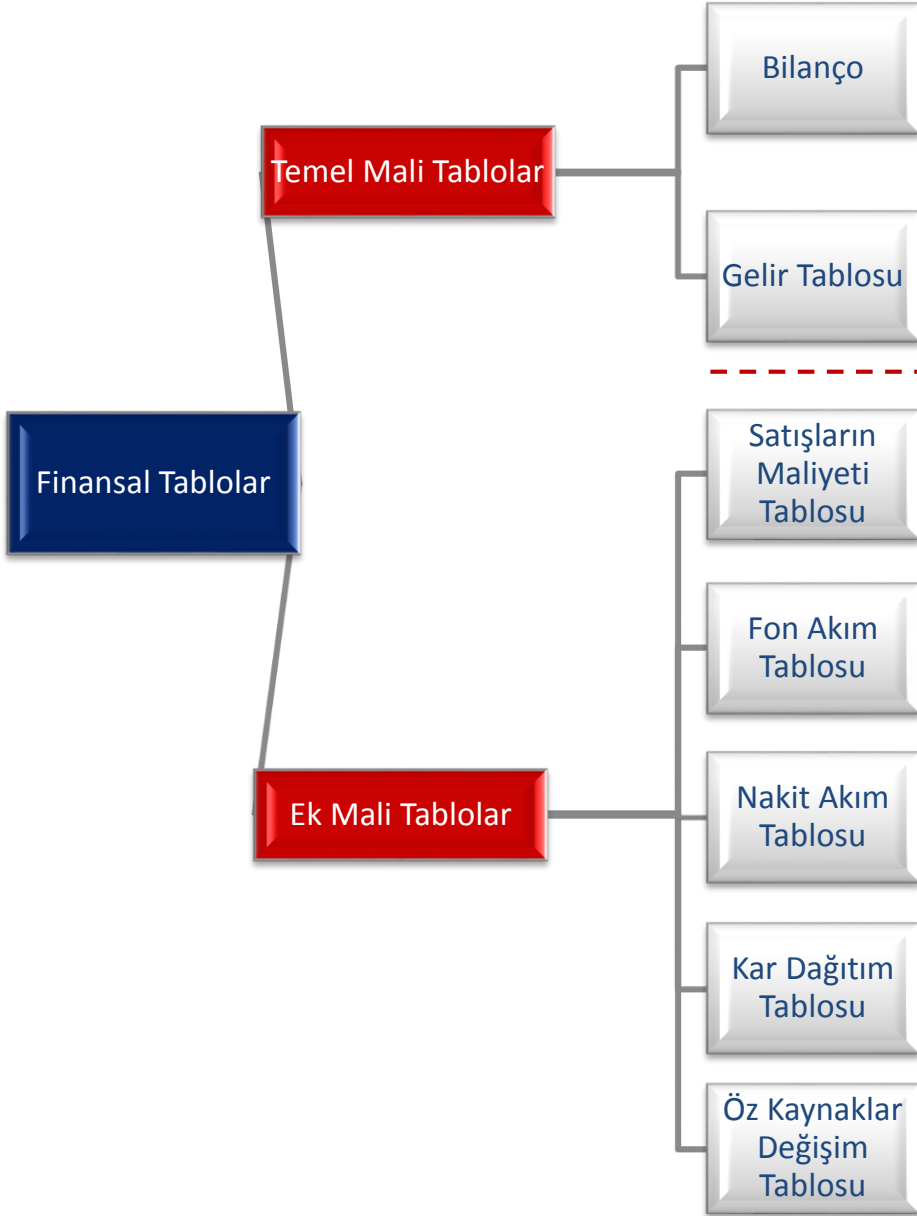 Bilanço
Temel Mali Tablolar
Gelir Tablosu
Finansal Tablolar
Satışların
Maliyeti
Tablosu
Fon Akım
Tablosu
Ek Mali Tablolar
Nakit Akım
Tablosu
Kar Dağıtım
Tablosu
Öz Kaynaklar
Değişim
Tablosu